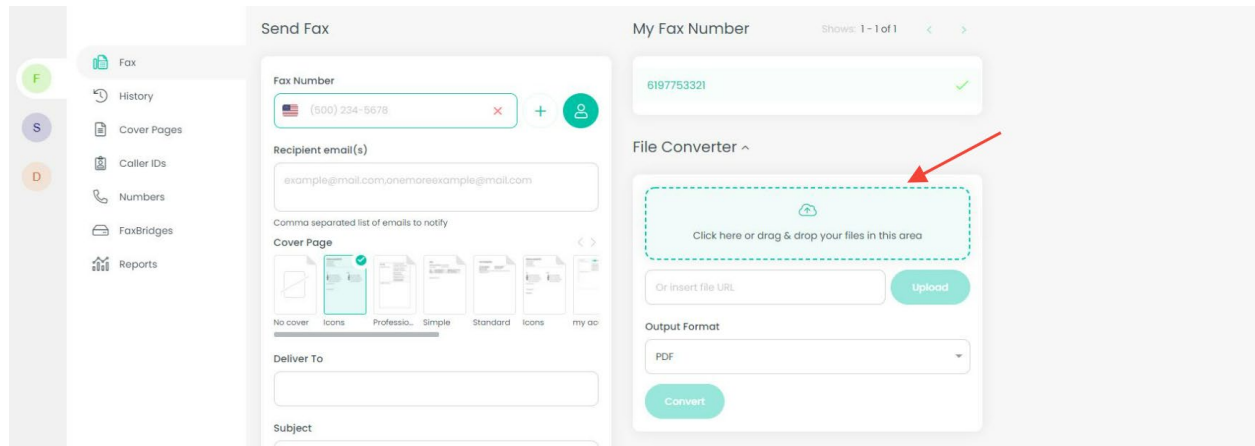 F
S
D
Fax
History
Cover Pages
Caller IDs
Numbers
FaxBridges
Reports
Send Fax
Fax Number
(500) 234-5678
Recipient email(s)
example@mail.com,onemoreexample@mail.com
Comma separated list of emails to notify
Cover Page
No cover
Icons
Professio...
Simple
Standard
Icons
my ac
Deliver To
Subject
My Fax Number
Shows: 1 - 1 of 1
6197753321
File Converter
Click here or drag & drop your files in this area
Or insert file URL
Upload
Output Format
PDF
Convert